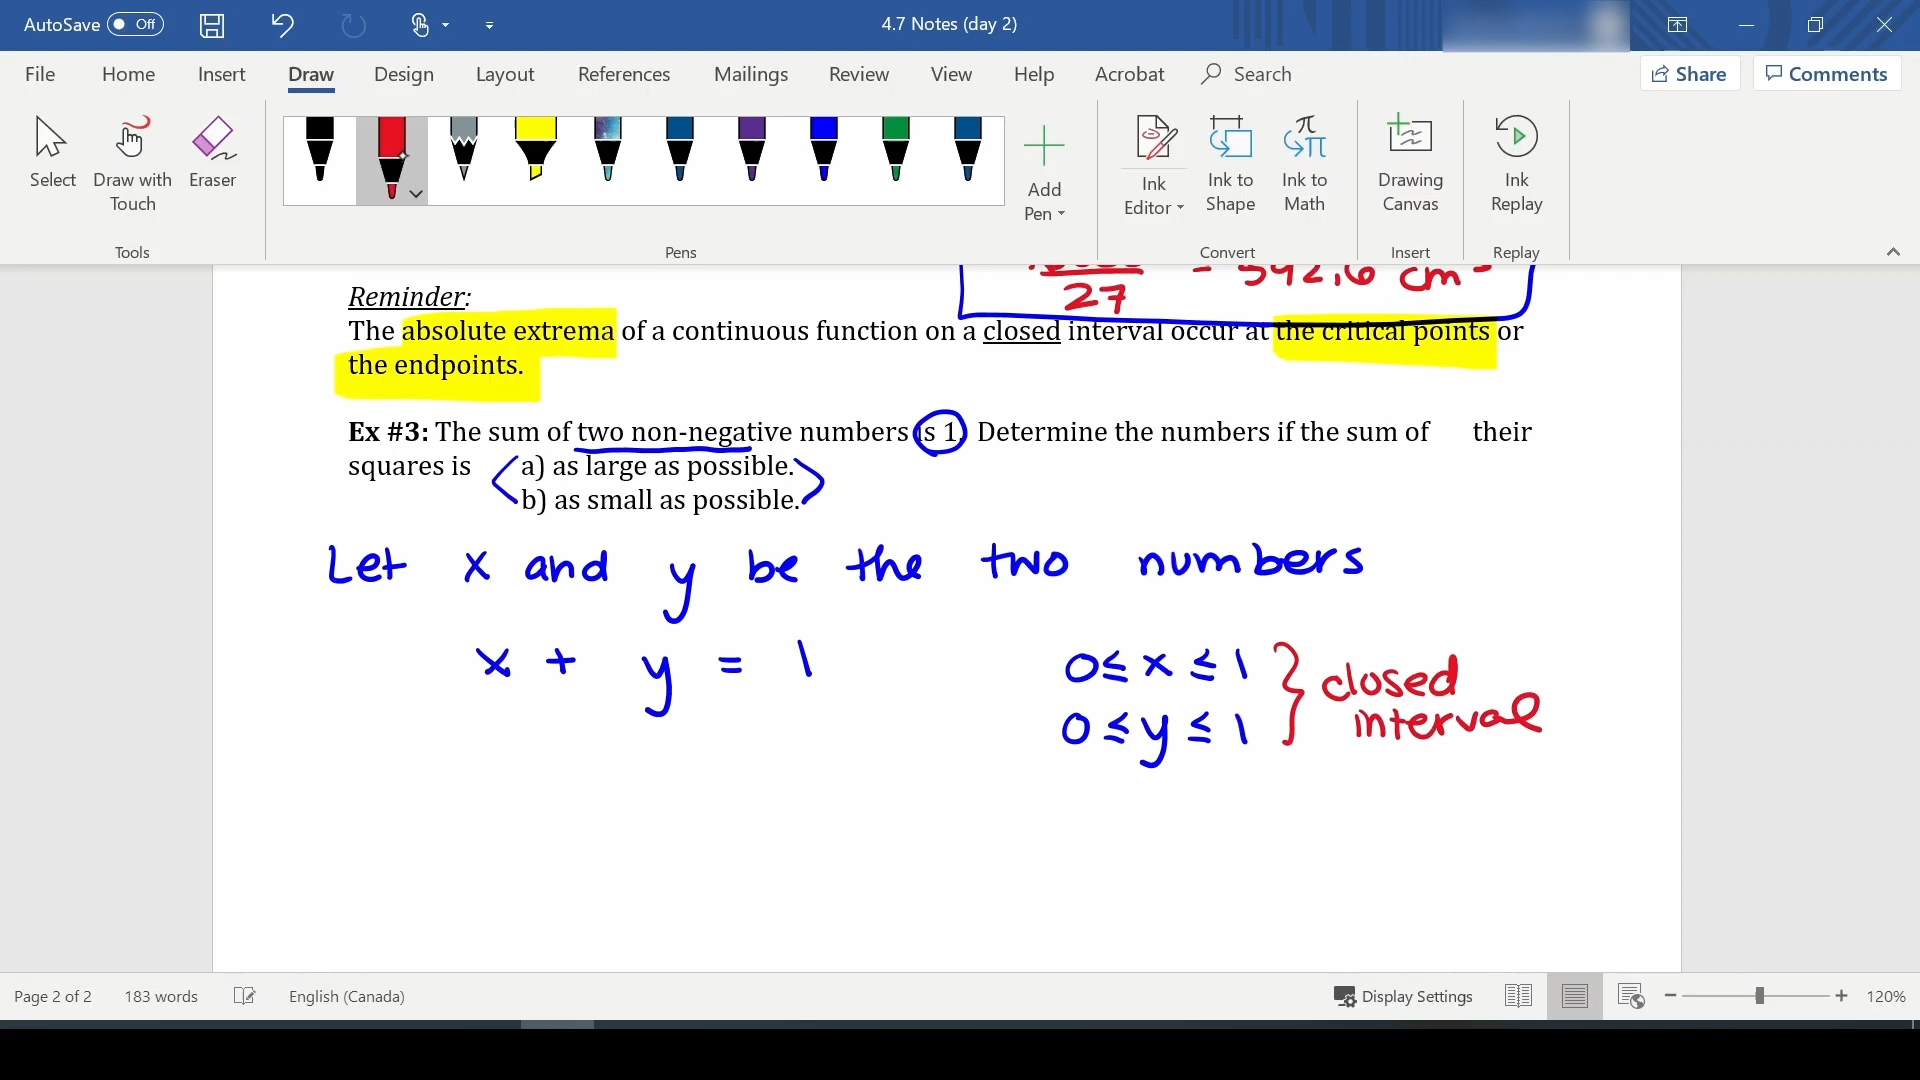 AutoSave Off 4.7 Notes (day 2)
File Home Insert Draw Design Layout References Mailings Review View Help Acrobat Search Share Comments
Select Draw with Touch Eraser Add Pen Ink Editor Ink to Shape Ink to Math Drawing Canvas Ink Replay
Tools Pens Convert Insert Replay
27 = 592.6 cm
Reminder:
The absolute extrema of a continuous function on a closed interval occur at the critical points or
the endpoints.
Ex #3: The sum of two non-negative numbers is 1. Determine the numbers if the sum of their
squares is a) as large as possible.
b) as small as possible.
Let x and y be the two numbers
x + y = 1 0 ≤ x ≤ 1 closed
0 ≤ y ≤ 1 interval
Page 2 of 2 183 words English (Canada) Display Settings 120%